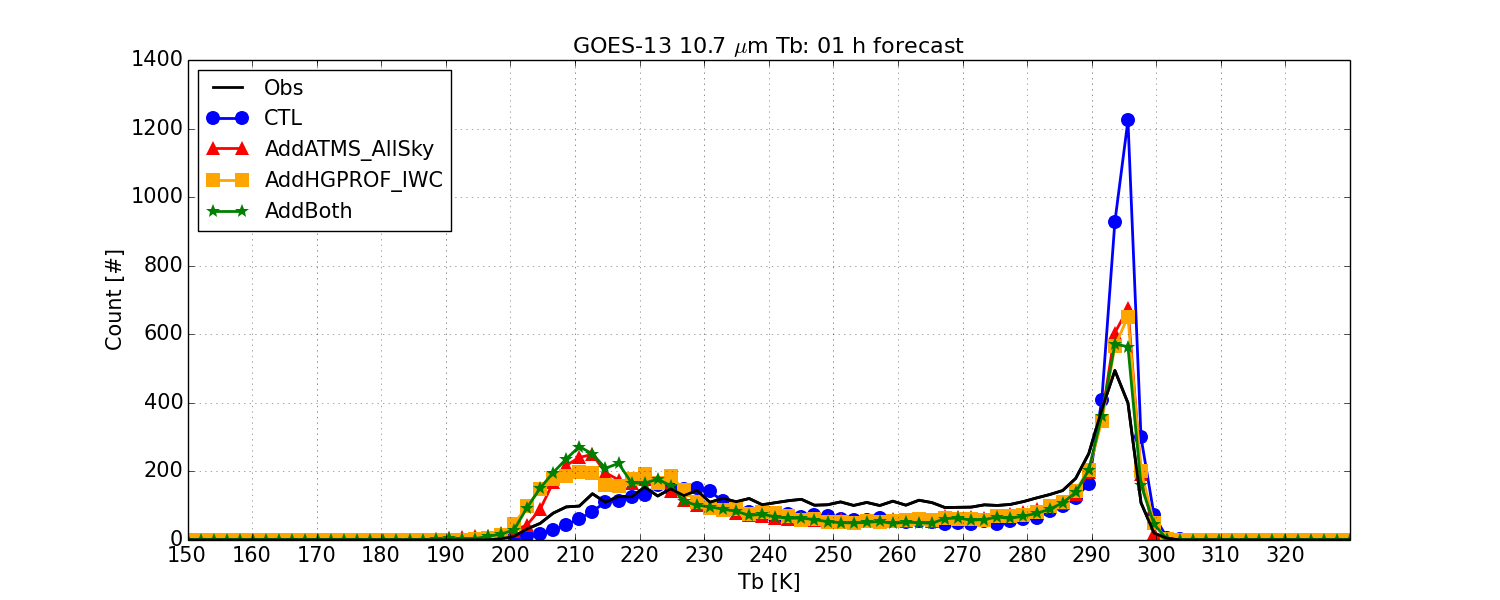 GOES-13 10.7 μm Tb: 01 h forecast
1400
1200
1000
800
600
400
200
0
Count [#]
Obs
CTL
AddATMS_AllSky
AddHGPROF_IWC
AddBoth
150 160 170 180 190 200 210 220 230 240 250 260 270 280 290 300 310 320
Tb [K]